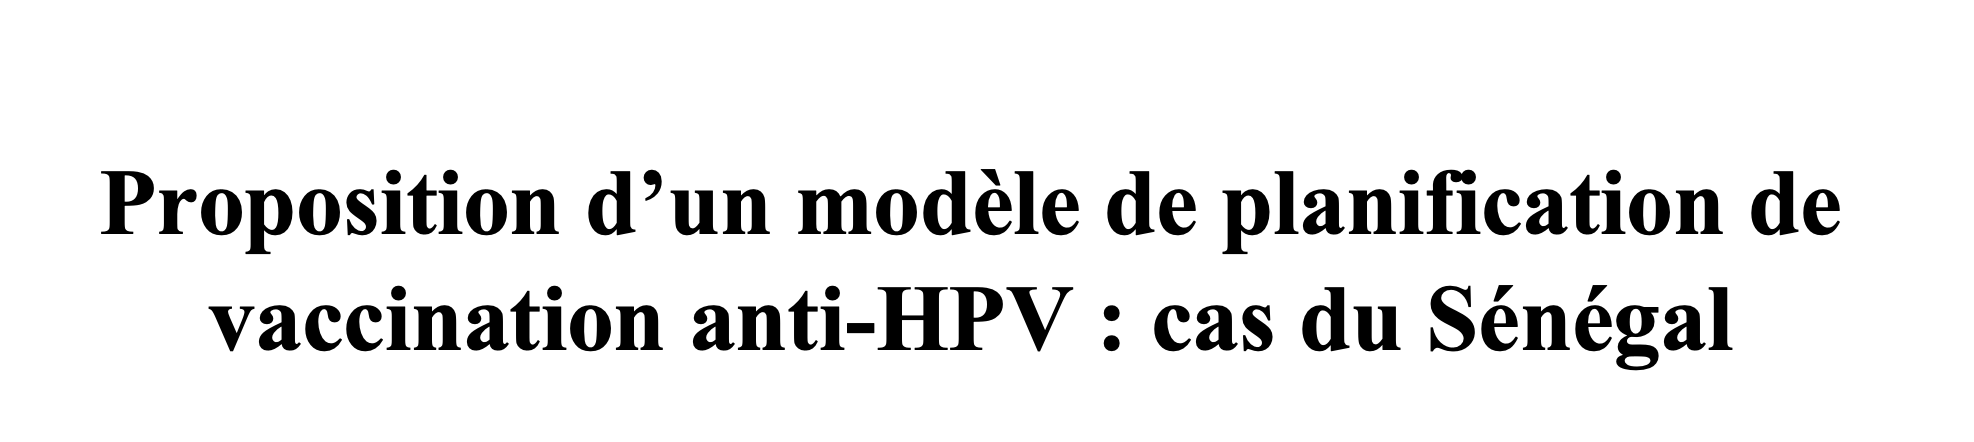 Proposition d’un modèle de planification de
vaccination anti-HPV : cas du Sénégal